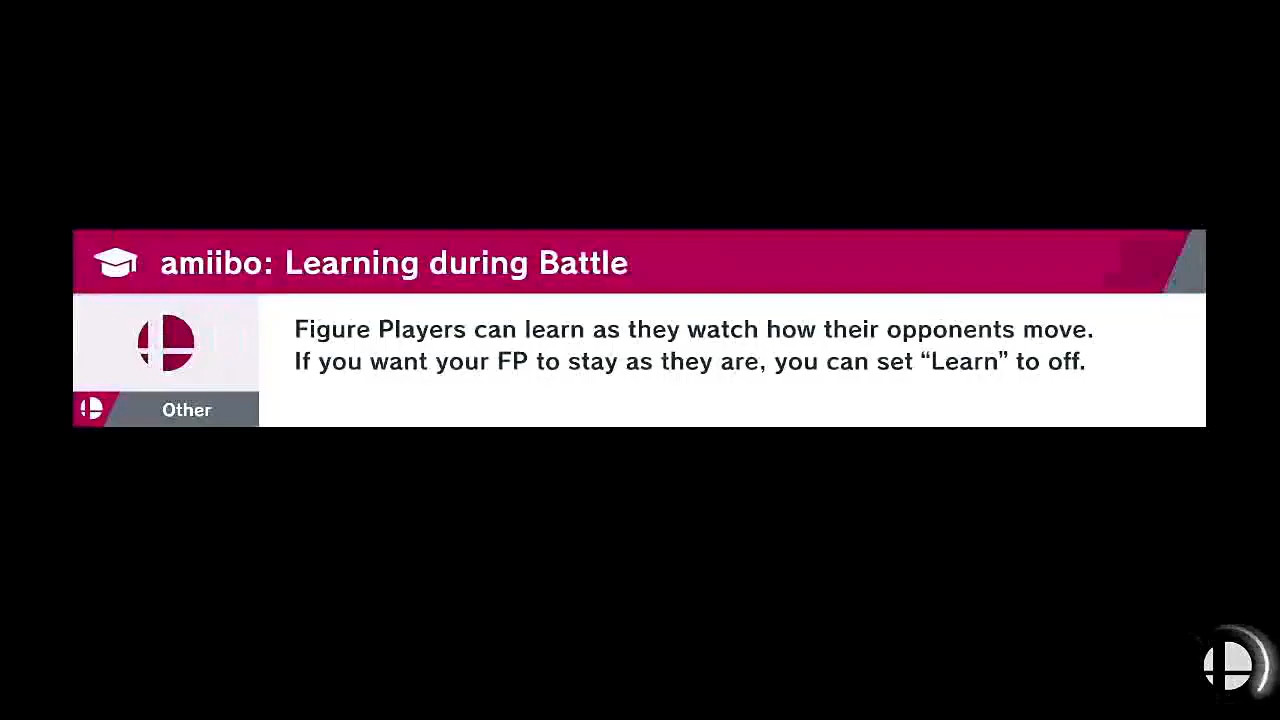 amiibo: Learning during Battle
Figure Players can learn as they watch how their opponents move.
If you want your FP to stay as they are, you can set “Learn” to off.
Other